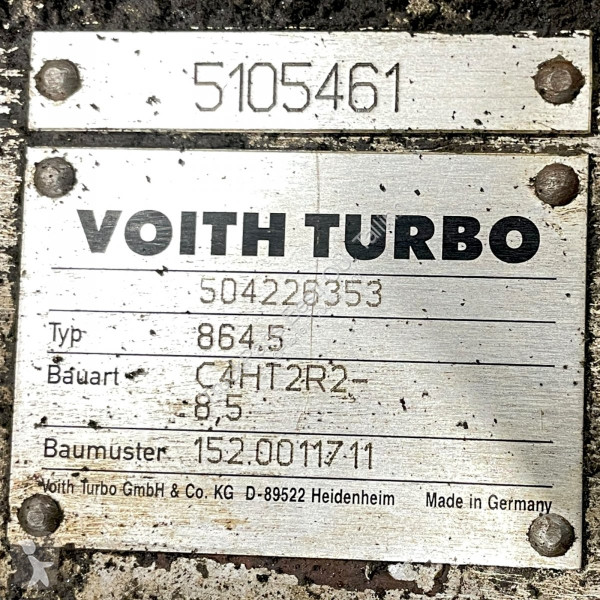 5105461
VOITH TURBO
504226353
Typ 864.5
Bauart C4HT2R2-
8,5
Baumuster 152.0011711
Voith Turbo GmbH & Co. KG D-89522 Heidenheim Made in Germany